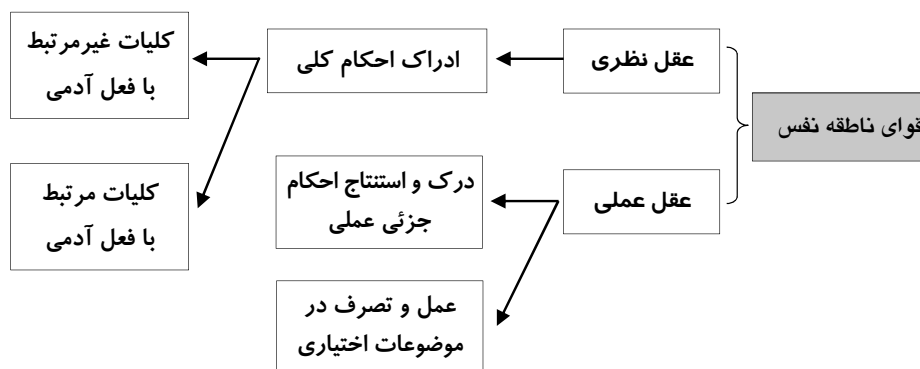 قوای ناطقه نفس
عقل نظری
ادراک احکام کلی
کلیات غیرمرتبط
با فعل آدمی
کلیات مرتبط
با فعل آدمی
عقل عملی
درک و استنتاج احکام
جزئی عملی
عمل و تصرف در
موضوعات اختیاری